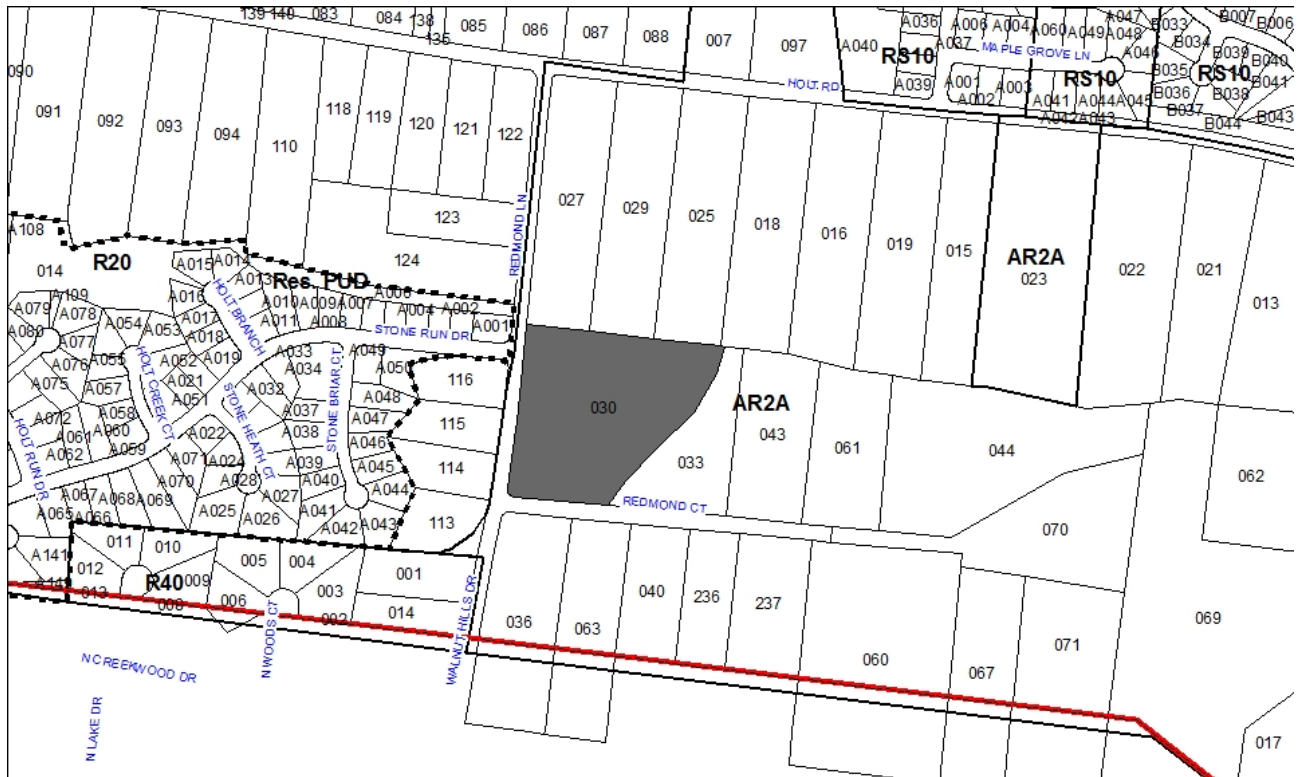 139 140 083 084 138 085 086 087 088 007 097
135
A040 A036 A037 A006 A004 A060 A049 A047 A048 A046 B033 B007 B006
MAPLE GROVE LN
RS10 RS10 RS10
B034 B039 B040 B041 B035 B036 B038 B037 B044 B043
A039 A001 A002 A003 A041 A044 A045 A042 A043
HOLT RD
090
091 092 093 094 110 118 119 120 121 122
123
124
REDMOND LN
027 029 025 018 016 019 015
AR2A
023
022 021 013
A108
014
R20
Res. PUD
A015 A014 A013 A016 A017 A018 A019
HOLT BRANCH
A010 A009 A007 A006 A004 A002 A001
A011 A008
STONE RUN DR
A079 A109 A078 A080 A077 A054 A053
A076 A055 A052 A021 A051 A057 A075
HOLT CREEK CT
A033 A034 A049 A050 A048 A032 A037 A047
STONE BRIAR CT
STONE HEATH CT
116
115
114
113
030
AR2A
043
033
061
044
062
070
069
REDMOND CT
A072 A058 A060 A061 A062 A059
HOLT RUN DR
A022 A071 A024 A038 A046 A039 A045
A070 A028 A040 A044 A027
A067 A068 A069 A025 A026 A041 A042 A043
A065 A066
A141
011 010 005 004 001
012 R40 009 006 003 014
013 008 002
WALNUT HILLS DR
N WOODS CT
N CREEKWOOD DR
N LAKE DR
036 063 040 236 237 060 067 071
017